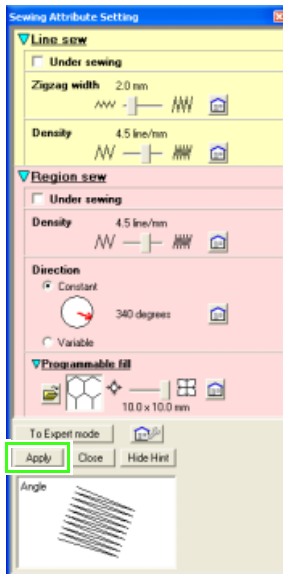 Sewing Attribute Setting
Line sew
Under sewing
Zigzag width 2.0 mm
Density 4.5 line/mm
Region sew
Under sewing
Density 4.5 line/mm
Direction
Constant
340 degrees
Variable
Programmable fill
10.0 x 10.0 mm
To Expert mode
Apply Close Hide Hint
Angle